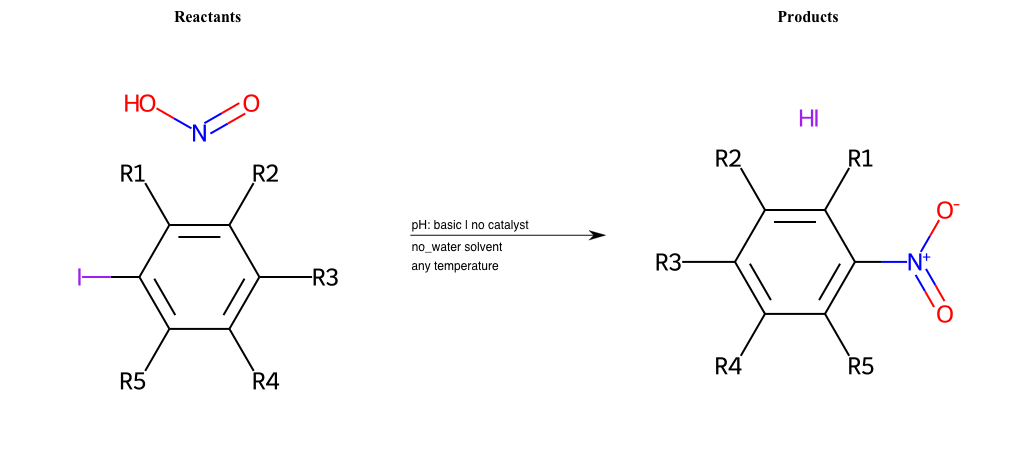 Reactants
Products
HO
O
N
HI
R1
R2
R2
R1
O-
I
R3
R3
N+
O
R5
R4
R4
R5
pH: basic | no catalyst
no_water solvent
any temperature